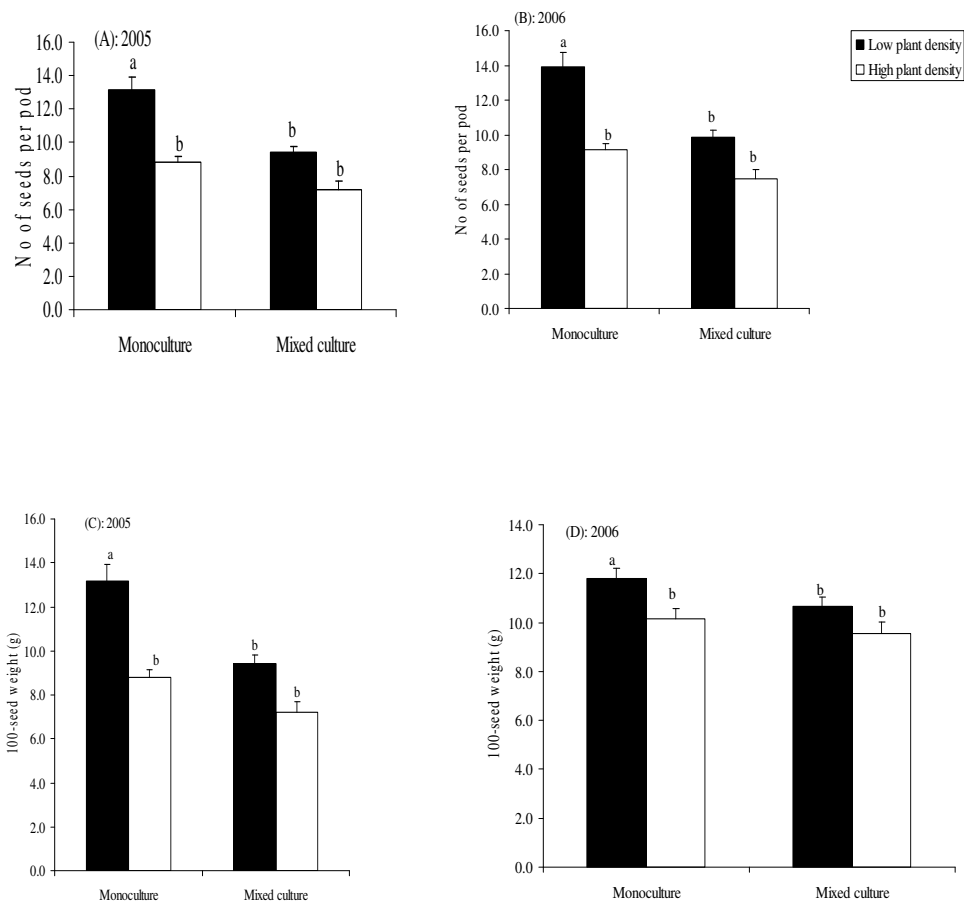 (A): 2005
16.0
14.0
12.0
10.0
8.0
6.0
4.0
2.0
0.0
No of seeds per pod
a
b
b
b
Monoculture
Mixed culture
(B): 2006
16.0
14.0
12.0
10.0
8.0
6.0
4.0
2.0
0.0
No of seeds per pod
a
b
b
b
Monoculture
Mixed culture
Low plant density
High plant density
(C): 2005
16.0
14.0
12.0
10.0
8.0
6.0
4.0
2.0
0.0
100-seed weight (g)
a
b
b
b
Monoculture
Mixed culture
(D): 2006
14.0
12.0
10.0
8.0
6.0
4.0
2.0
0.0
100-seed weight (g)
a
b
b
b
Monoculture
Mixed culture